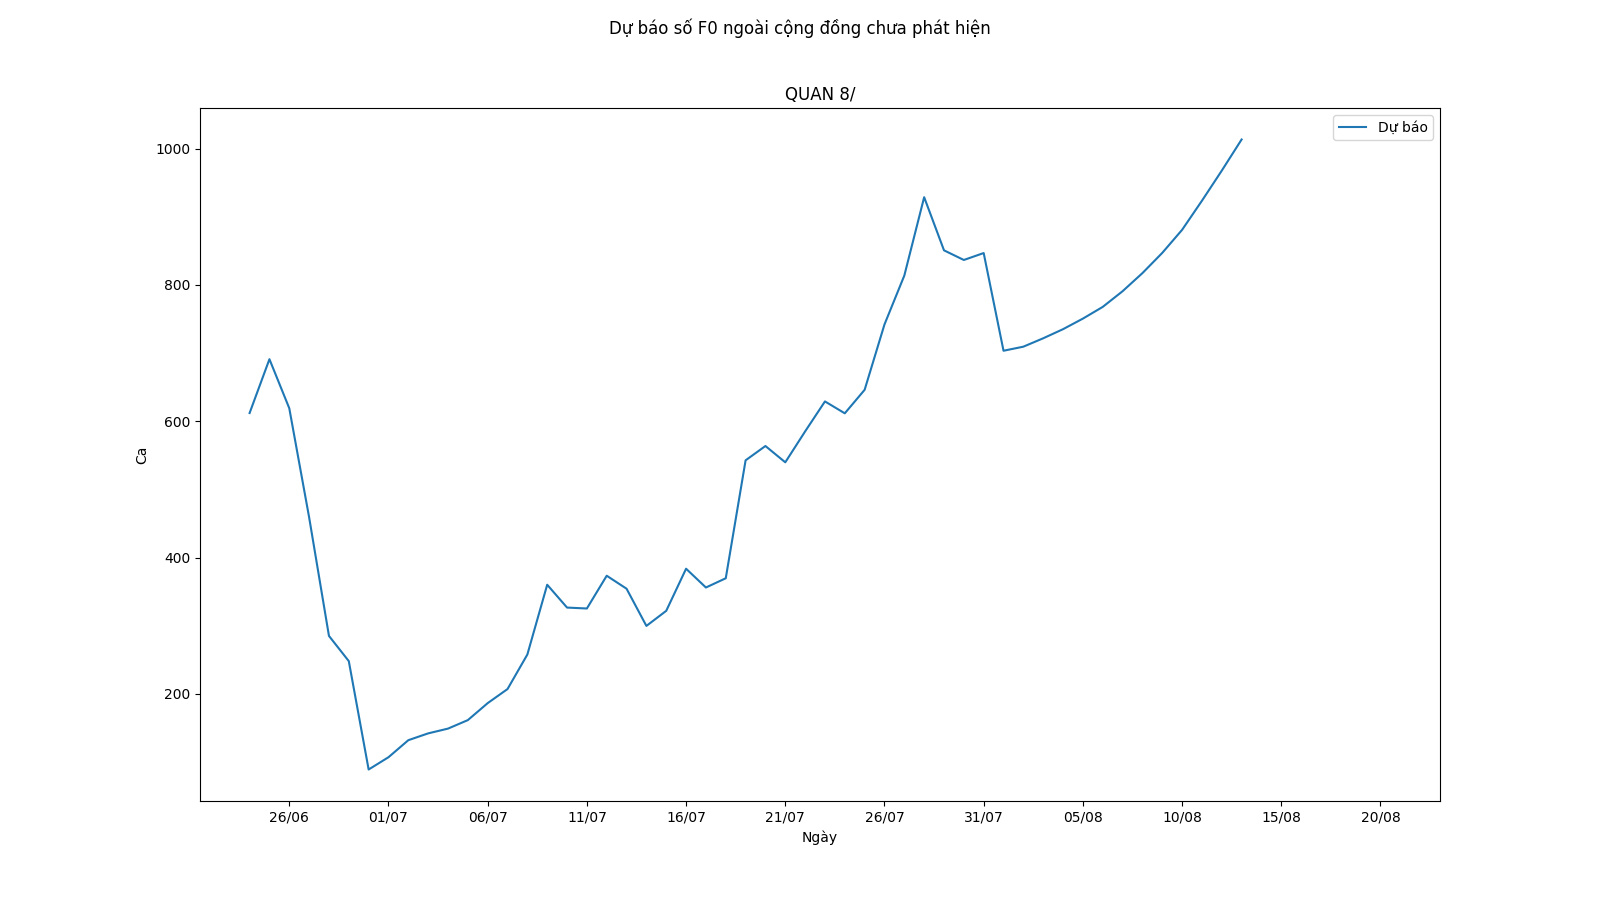 Dự báo số F0 ngoài cộng đồng chưa phát hiện
QUAN 8/
Dự báo
1000
800
600
400
200
Ca
26/06 01/07 06/07 11/07 16/07 21/07 26/07 31/07 05/08 10/08 15/08 20/08
Ngày